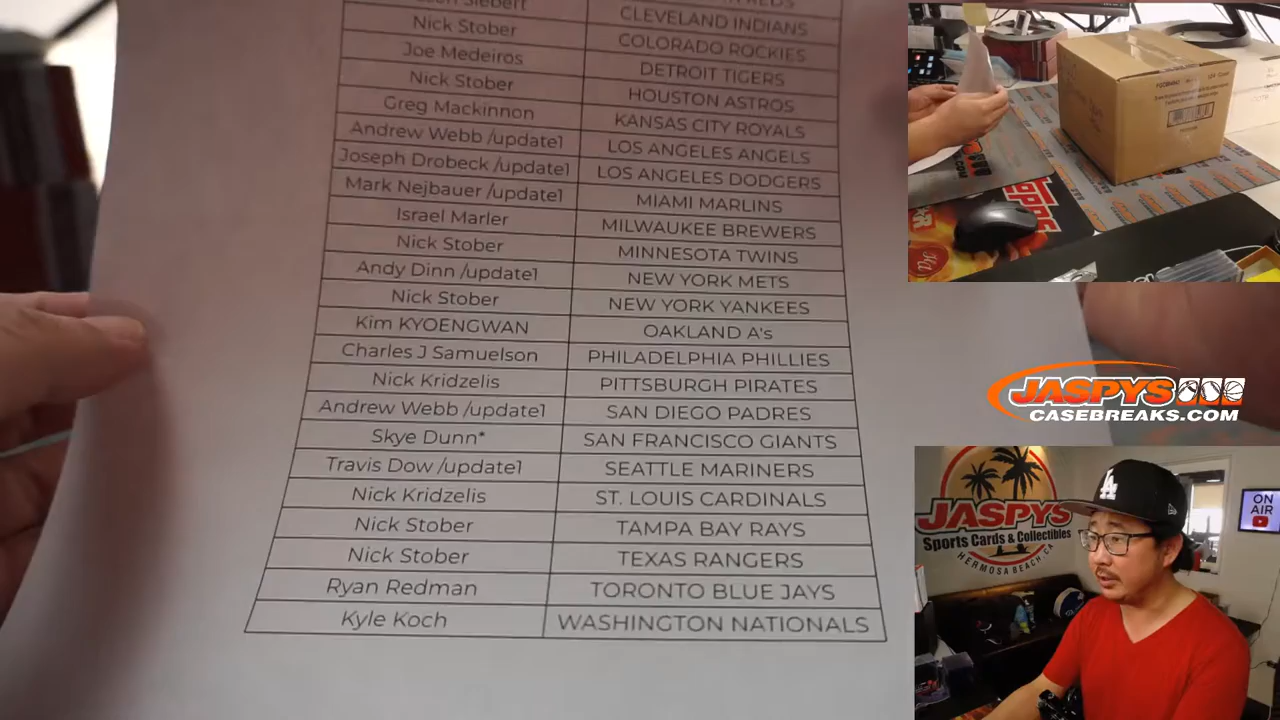 Siebert CLEVELAND INDIANS
Nick Stober COLORADO ROCKIES
Joe Medeiros DETROIT TIGERS
Nick Stober HOUSTON ASTROS
Greg Mackinnon KANSAS CITY ROYALS
Andrew Webb /update1 LOS ANGELES ANGELS
Joseph Drobeck /update1 LOS ANGELES DODGERS
Mark Nejbauer /update1 MIAMI MARLINS
Israel Marler MILWAUKEE BREWERS
Nick Stober MINNESOTA TWINS
Andy Dinn /update1 NEW YORK METS
Nick Stober NEW YORK YANKEES
Kim KYOENGWAN OAKLAND A's
Charles J Samuelson PHILADELPHIA PHILLIES
Nick Kridzelis PITTSBURGH PIRATES
Andrew Webb /update1 SAN DIEGO PADRES
Skye Dunn* SAN FRANCISCO GIANTS
Travis Dow /update1 SEATTLE MARINERS
Nick Kridzelis ST. LOUIS CARDINALS
Nick Stober TAMPA BAY RAYS
Nick Stober TEXAS RANGERS
Ryan Redman TORONTO BLUE JAYS
Kyle Koch WASHINGTON NATIONALS
JASPYS
CASEBREAKS.COM
JASPYS
Sports Cards & Collectibles
HERMOSA BEACH, CA
LA
ON
AIR